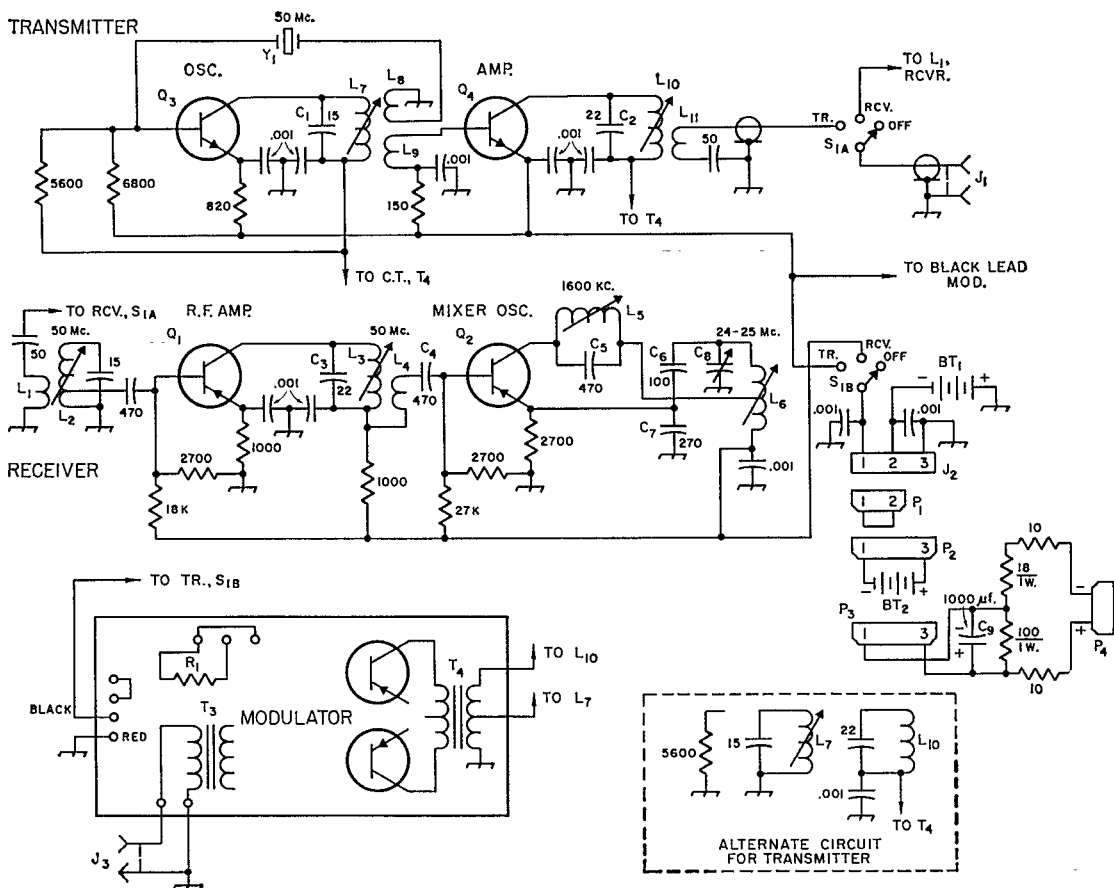 TRANSMITTER
50 Mc.
Y1
OSC.
Q3
C1
15
L7
L8
L9
.001
.001
5600
6800
820
150
AMP.
Q4
22
C2
.001
L10
L11
50
TO T4
TO L1,
RCVR.
TR.
RCV.
OFF
S1A
J1
TO C.T., T4
TO BLACK LEAD
MOD.
TO RCV., S1A
50 Mc.
50
15
L1
L2
470
R.F. AMP.
Q1
C3
22
.001
50 Mc.
L3
L4
C4
470
1000
2700
18K
1000
RECEIVER
MIXER OSC.
Q2
1600 KC.
L5
C5
470
C6
100
24-25 Mc.
C8
L6
C7
270
2700
2700
27K
.001
TR.
RCV.
OFF
S1B
BT1
- +
.001
.001
1 2 3
J2
1 2
P1
1 3
P2
- +
BT2
P3
1 3
1000 µf.
-
C9
+
10
18
1W.
100
1W.
10
-
+
P4
TO TR., S1B
R1
BLACK
RED
T3
MODULATOR
T4
TO L10
TO L7
J3
5600
15
L7
22
L10
.001
TO T4
ALTERNATE CIRCUIT
FOR TRANSMITTER